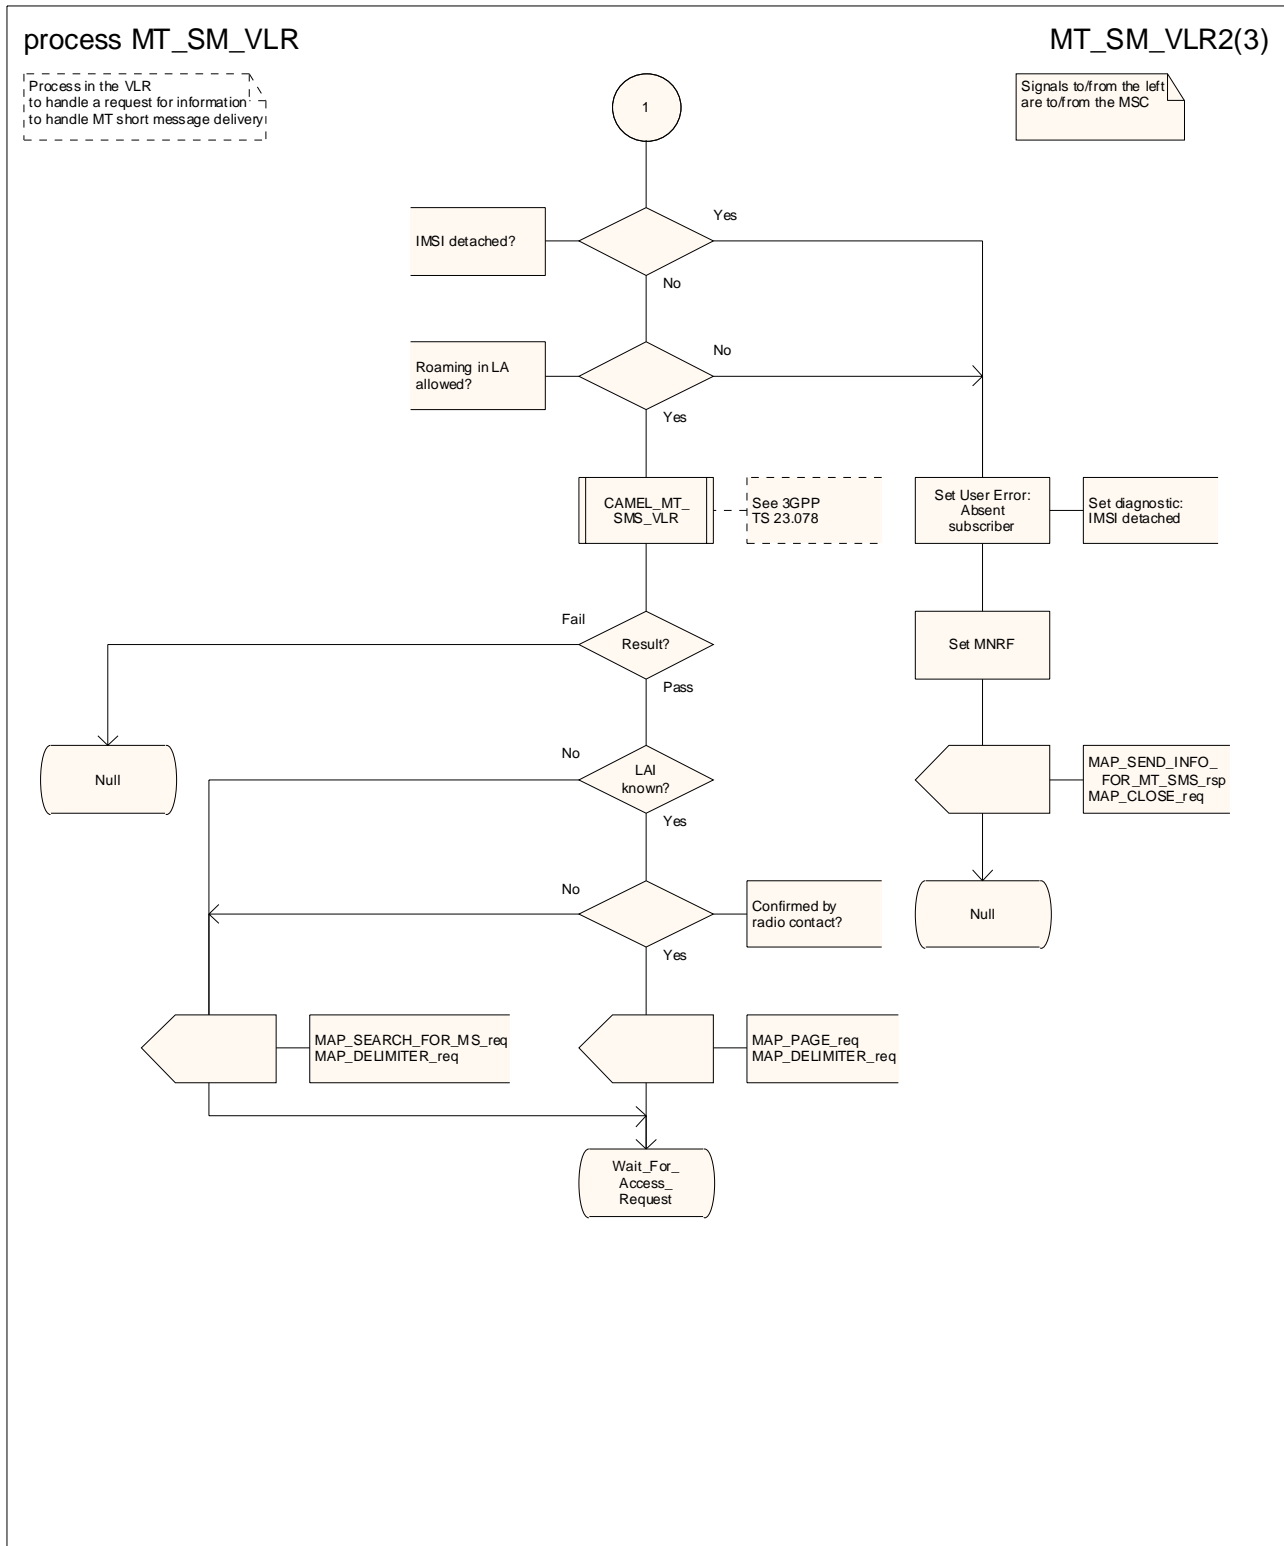 process MT_SM_VLR
MT_SM_VLR2(3)
Process in the VLR
to handle a request for information
to handle MT short message delivery
Signals to/from the left
are to/from the MSC
1
Yes
IMSI detached?
No
No
Roaming in LA
allowed?
Yes
CAMEL_MT_
SMS_VLR
See 3GPP
TS 23.078
Set User Error:
Absent
subscriber
Set diagnostic:
IMSI detached
Fail
Result?
Set MNRF
Pass
No
LAI
known?
Null
MAP_SEND_INFO_
FOR_MT_SMS_rsp
MAP_CLOSE_req
Yes
No
Confirmed by
radio contact?
Null
Yes
MAP_SEARCH_FOR_MS_req
MAP_DELIMITER_req
MAP_PAGE_req
MAP_DELIMITER_req
Wait_For_
Access_
Request